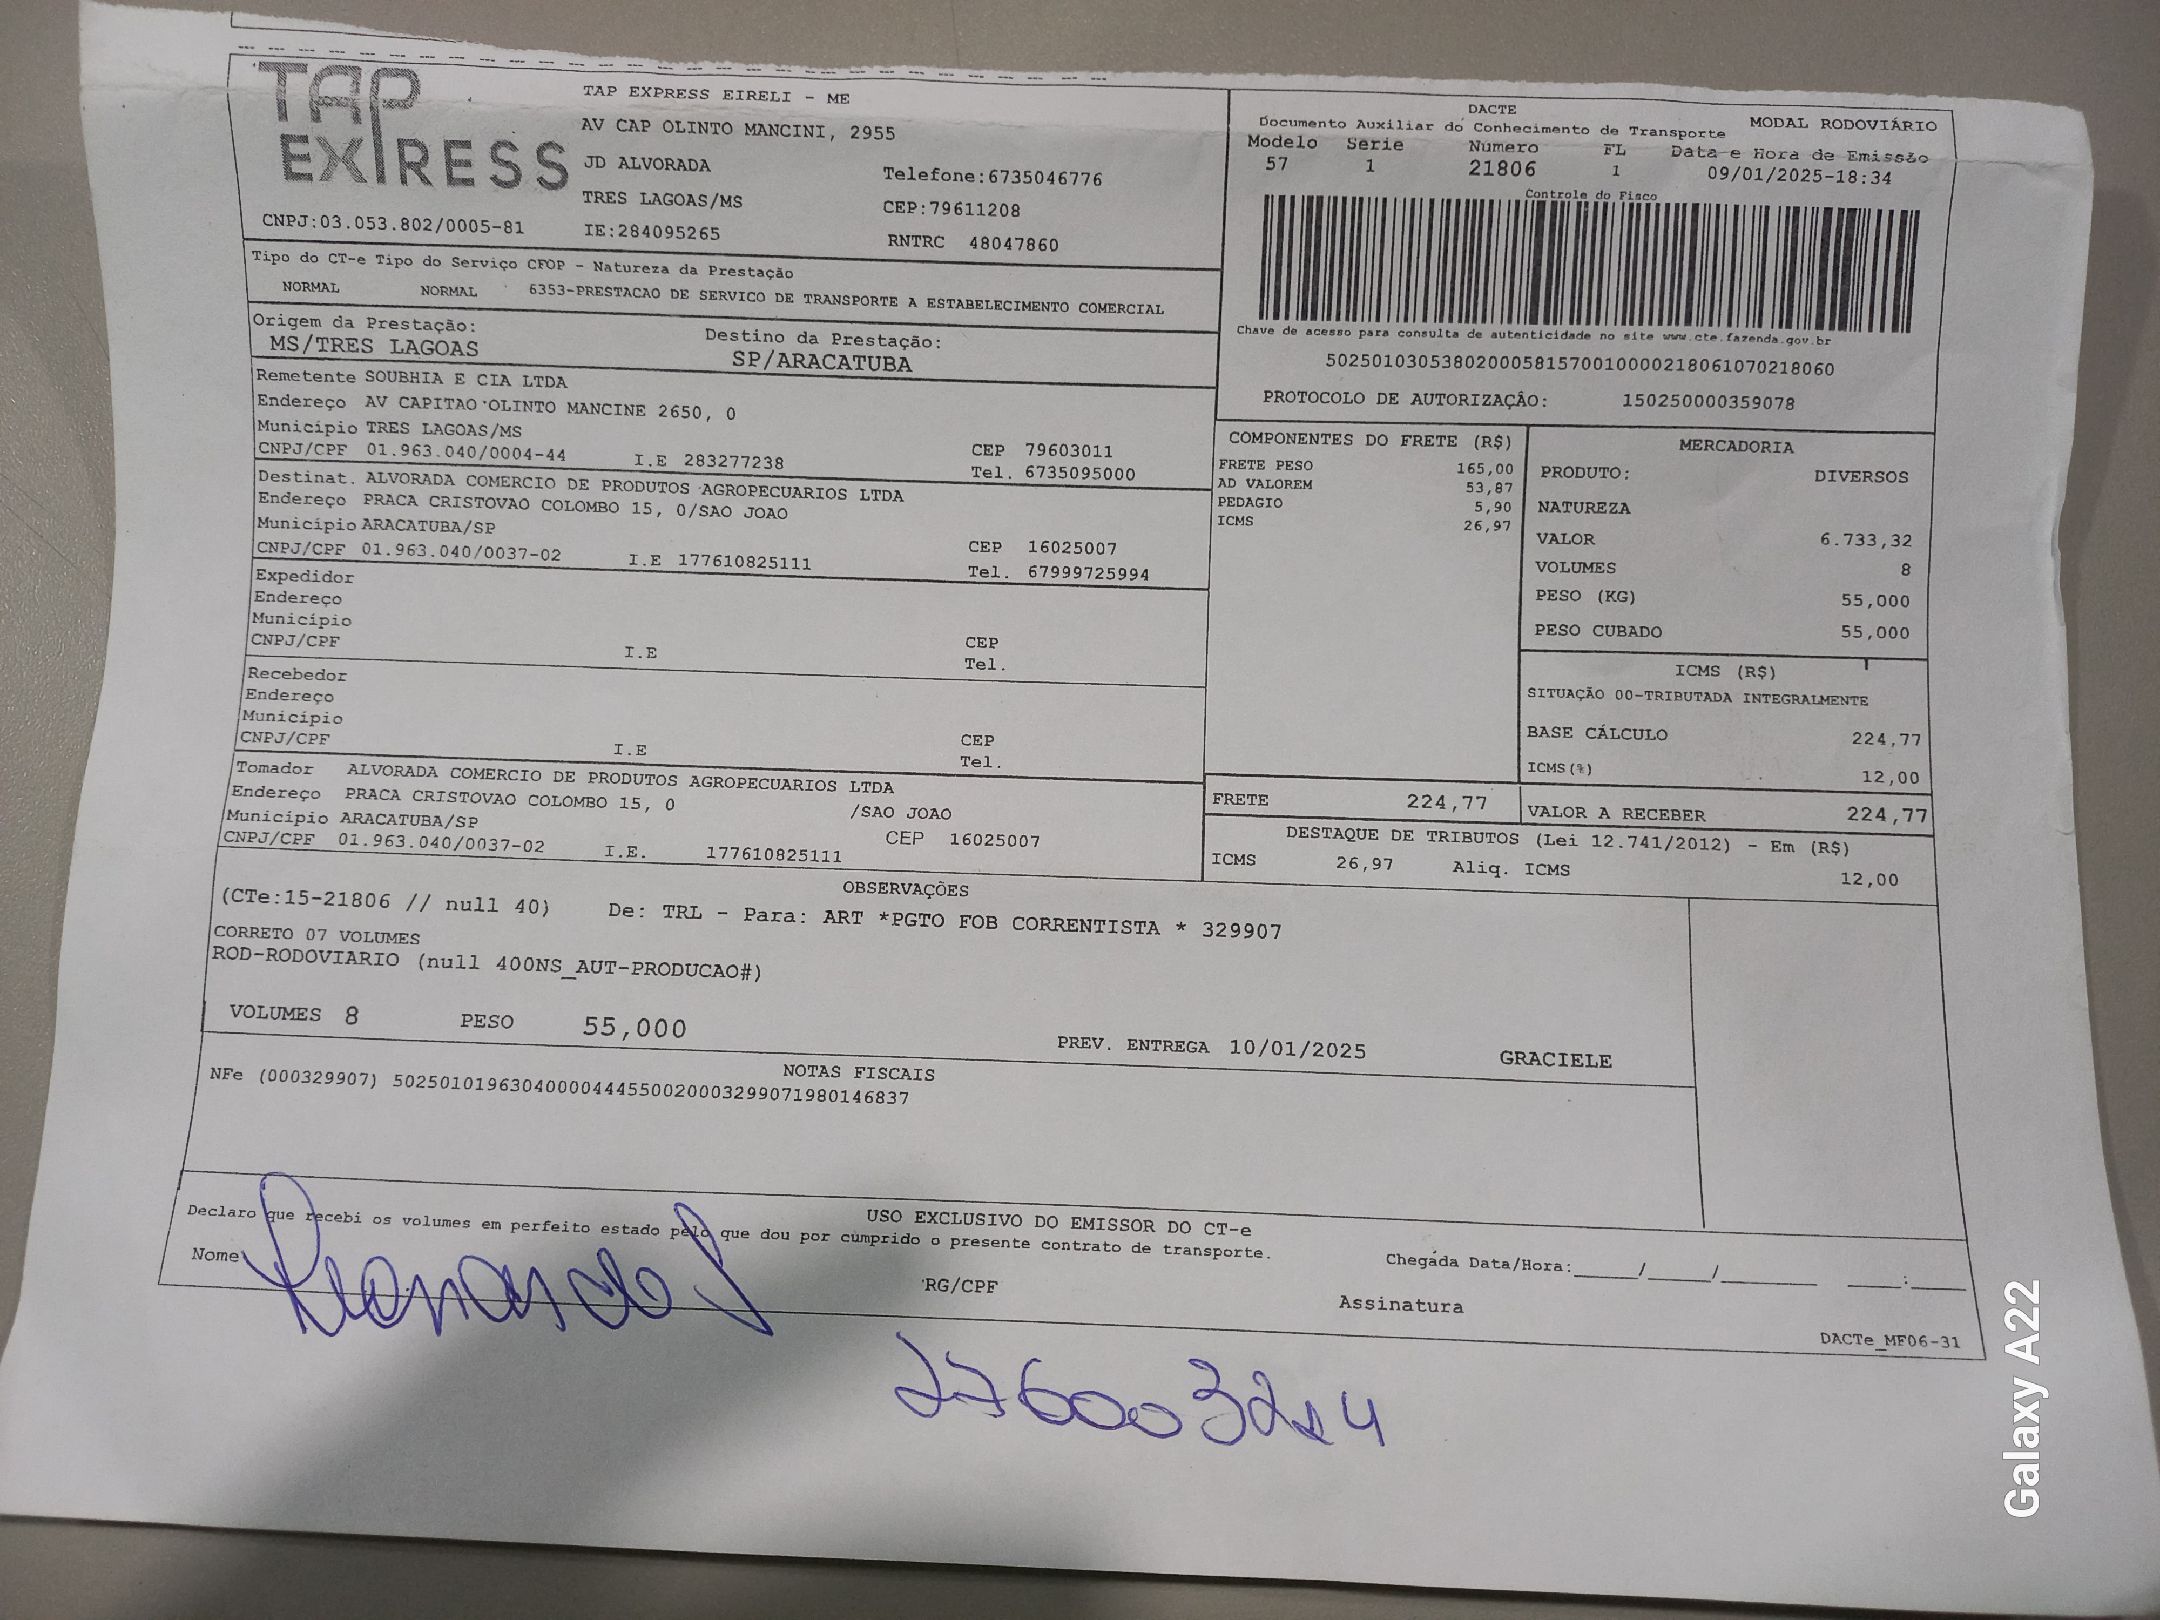 TAP EXPRESS
TAP EXPRESS EIRELI - ME
AV CAP OLINTO MANCINI, 2955
JD ALVORADA
Telefone:6735046776
TRES LAGOAS/MS
CEP:79611208
CNPJ:03.053.802/0005-81
IE:284095265
RNTRC 48047860
DACTE
Documento Auxiliar do Conhecimento de Transporte
MODAL RODOVIÁRIO
Modelo Serie Número FL Data e Hora de Emissão
57 1 21806 1 09/01/2025-18:34
Controle do Fisco
Chave de acesso para consulta de autenticidade no site www.cte.fazenda.gov.br
50250103053802000581570010000218061070218060
PROTOCOLO DE AUTORIZAÇÃO: 150250000359078
Tipo do CT-e Tipo do Serviço CFOP - Natureza da Prestação
NORMAL NORMAL 6353-PRESTACAO DE SERVICO DE TRANSPORTE A ESTABELECIMENTO COMERCIAL
Origem da Prestação: Destino da Prestação:
MS/TRES LAGOAS SP/ARACATUBA
Remetente SOUBHIA E CIA LTDA
Endereço AV CAPITAO OLINTO MANCINE 2650, 0
Município TRES LAGOAS/MS CEP 79603011
CNPJ/CPF 01.963.040/0004-44 I.E 283277238 Tel. 6735095000
Destinat. ALVORADA COMERCIO DE PRODUTOS AGROPECUARIOS LTDA
Endereço PRACA CRISTOVAO COLOMBO 15, 0/SAO JOAO
Município ARACATUBA/SP CEP 16025007
CNPJ/CPF 01.963.040/0037-02 I.E 177610825111 Tel. 67999725994
Expedidor
Endereço
Município CEP
CNPJ/CPF I.E Tel.
Recebedor
Endereço
Município CEP
CNPJ/CPF I.E Tel.
Tomador ALVORADA COMERCIO DE PRODUTOS AGROPECUARIOS LTDA
Endereço PRACA CRISTOVAO COLOMBO 15, 0 /SAO JOAO
Município ARACATUBA/SP CEP 16025007
CNPJ/CPF 01.963.040/0037-02 I.E. 177610825111
COMPONENTES DO FRETE (R$)
FRETE PESO 165,00
AD VALOREM 53,87
PEDAGIO 5,90
ICMS 26,97
MERCADORIA
PRODUTO: DIVERSOS
NATUREZA
VALOR 6.733,32
VOLUMES 8
PESO (KG) 55,000
PESO CUBADO 55,000
ICMS (R$)
SITUAÇÃO 00-TRIBUTADA INTEGRALMENTE
BASE CÁLCULO 224,77
ICMS(%) 12,00
FRETE 224,77 VALOR A RECEBER 224,77
DESTAQUE DE TRIBUTOS (Lei 12.741/2012) - Em (R$)
ICMS 26,97 Aliq. ICMS 12,00
OBSERVAÇÕES
(CTe:15-21806 // null 40) De: TRL - Para: ART *PGTO FOB CORRENTISTA * 329907
CORRETO 07 VOLUMES
ROD-RODOVIARIO (null 400NS_AUT-PRODUCAO#)
VOLUMES 8 PESO 55,000 PREV. ENTREGA 10/01/2025 GRACIELE
NOTAS FISCAIS
NFe (000329907) 50250101963040000444550020003299071980146837
USO EXCLUSIVO DO EMISSOR DO CT-e
Declaro que recebi os volumes em perfeito estado pelo que dou por cumprido o presente contrato de transporte.
Nome RG/CPF Assinatura Chegada Data/Hora:_____/_____/________ ____:____
DACTe_MF06-31
Galaxy A22